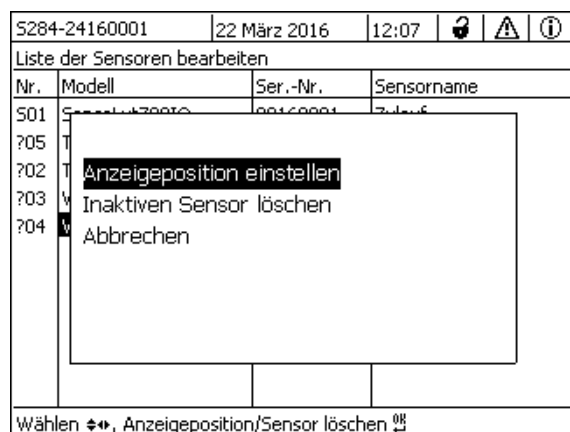 S284-24160001 22 März 2016 12:07
Liste der Sensoren bearbeiten
Nr. Modell Ser.-Nr. Sensorname
S01
?05
?02
?03
?04
Anzeigeposition einstellen
Inaktiven Sensor löschen
Abbrechen
Wählen, Anzeigeposition/Sensor löschen OK